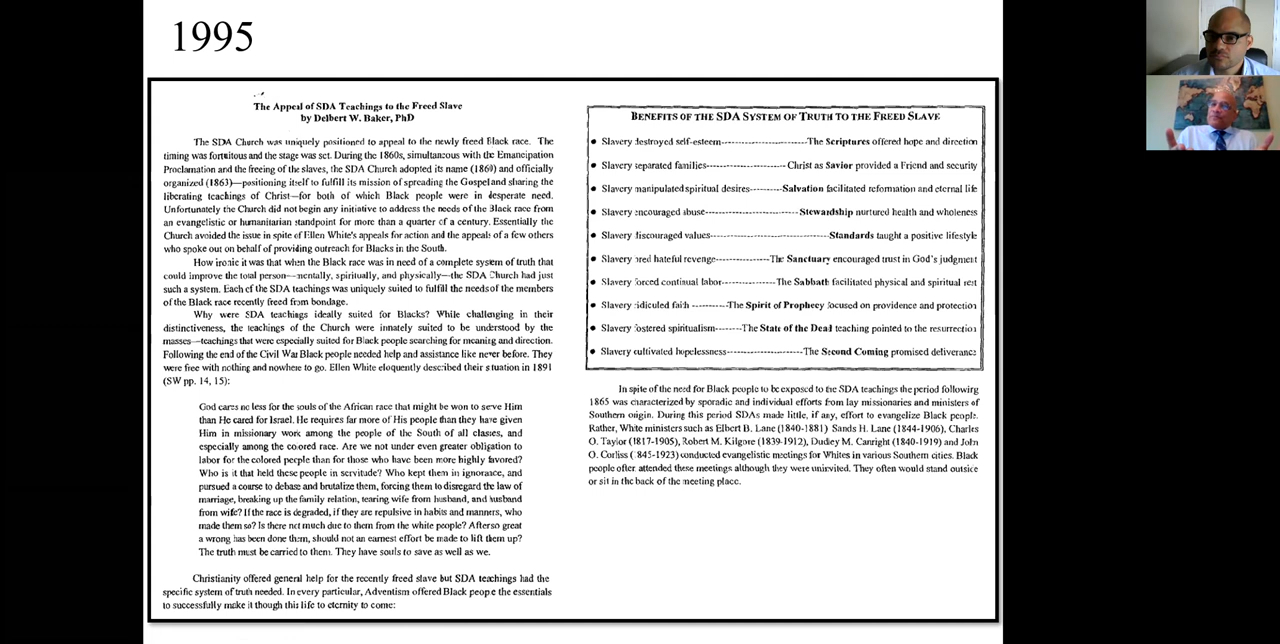 1995
The Appeal of SDA Teachings to the Freed Slave
by Delbert W. Baker, PhD
The SDA Church was uniquely positioned to appeal to the newly freed Black race. The
timing was fortuitous and the stage was set. During the 1860s, simultaneous with the Emancipation
Proclamation and the freeing of the slaves, the SDA Church adopted its name (1860) and officially
organized (1863)—positioning itself to fulfill its mission of spreading the Gospel and sharing the
liberating teachings of Christ—for both of which Black people were in desperate need.
Unfortunately the Church did not begin any initiative to address the needs of the Black race from
an evangelistic or humanitarian standpoint for more than a quarter of a century. Essentially the
Church avoided the issue in spite of Ellen White's appeals for action and the appeals of a few others
who spoke out on behalf of providing outreach for Blacks in the South.
How ironic it was that when the Black race was in need of a complete system of truth that
could improve the total person—mentally, spiritually, and physically—the SDA Church had just
such a system. Each of the SDA teachings was uniquely suited to fulfill the needs of the members
of the Black race recently freed from bondage.
Why were SDA teachings ideally suited for Blacks? While challenging in their
distinctiveness, the teachings of the Church were innately suited to be understood by the
masses—teachings that were especially suited for Black people searching for meaning and direction.
Following the end of the Civil War Black people needed help and assistance like never before. They
were free with nothing and nowhere to go. Ellen White eloquently described their situation in 1891
(SW pp. 14, 15):
God cares no less for the souls of the African race that might be won to serve Him
than He cared for Israel. He requires far more of His people than they have given
Him in missionary work among the people of the South of all classes, and
especially among the colored race. Are we not under even greater obligation to
labor for the colored people than for those who have been more highly favored?
Who is it that held these people in servitude? Who kept them in ignorance, and
pursued a course to debase and brutalize them, forcing them to disregard the law of
marriage, breaking up the family relation, tearing wife from husband, and husband
from wife? If the race is degraded, if they are repulsive in habits and manners, who
made them so? Is there not much due to them from the white people? After so great
a wrong has been done them, should not an earnest effort be made to lift them up?
The truth must be carried to them. They have souls to save as well as we.
Christianity offered general help for the recently freed slave but SDA teachings had the
specific system of truth needed. In every particular, Adventism offered Black people the essentials
to successfully make it though this life to eternity to come:
BENEFITS OF THE SDA SYSTEM OF TRUTH TO THE FREED SLAVE
● Slavery destroyed self-esteem---------------------The Scriptures offered hope and direction
● Slavery separated families-------------------- Christ as Savior provided a Friend and security
● Slavery manipulated spiritual desires---------Salvation facilitated reformation and eternal life
● Slavery encouraged abuse----------------------------- Stewardship nurtured health and wholeness
● Slavery discouraged values------------------------------Standards taught a positive lifestyle
● Slavery bred hateful revenge--------------The Sanctuary encouraged trust in God's judgment
● Slavery forced continual labor------------The Sabbath facilitated physical and spiritual rest
● Slavery ridiculed faith ---------The Spirit of Prophecy focused on providence and protection
● Slavery fostered spiritualism-------The State of the Dead teaching pointed to the resurrection
● Slavery cultivated hopelessness--------------------The Second Coming promised deliverance
In spite of the need for Black people to be exposed to the SDA teachings the period following
1865 was characterized by sporadic and individual efforts from lay missionaries and ministers of
Southern origin. During this period SDAs made little, if any, effort to evangelize Black people.
Rather, White ministers such as Elbert B. Lane (1840-1881) Sands H. Lane (1844-1906), Charles
O. Taylor (1817-1905), Robert M. Kilgore (1839-1912), Dudley M. Canright (1840-1919) and John
O. Corliss (1845-1923) conducted evangelistic meetings for Whites in various Southern cities. Black
people often attended these meetings although they were uninvited. They often would stand outside
or sit in the back of the meeting place.